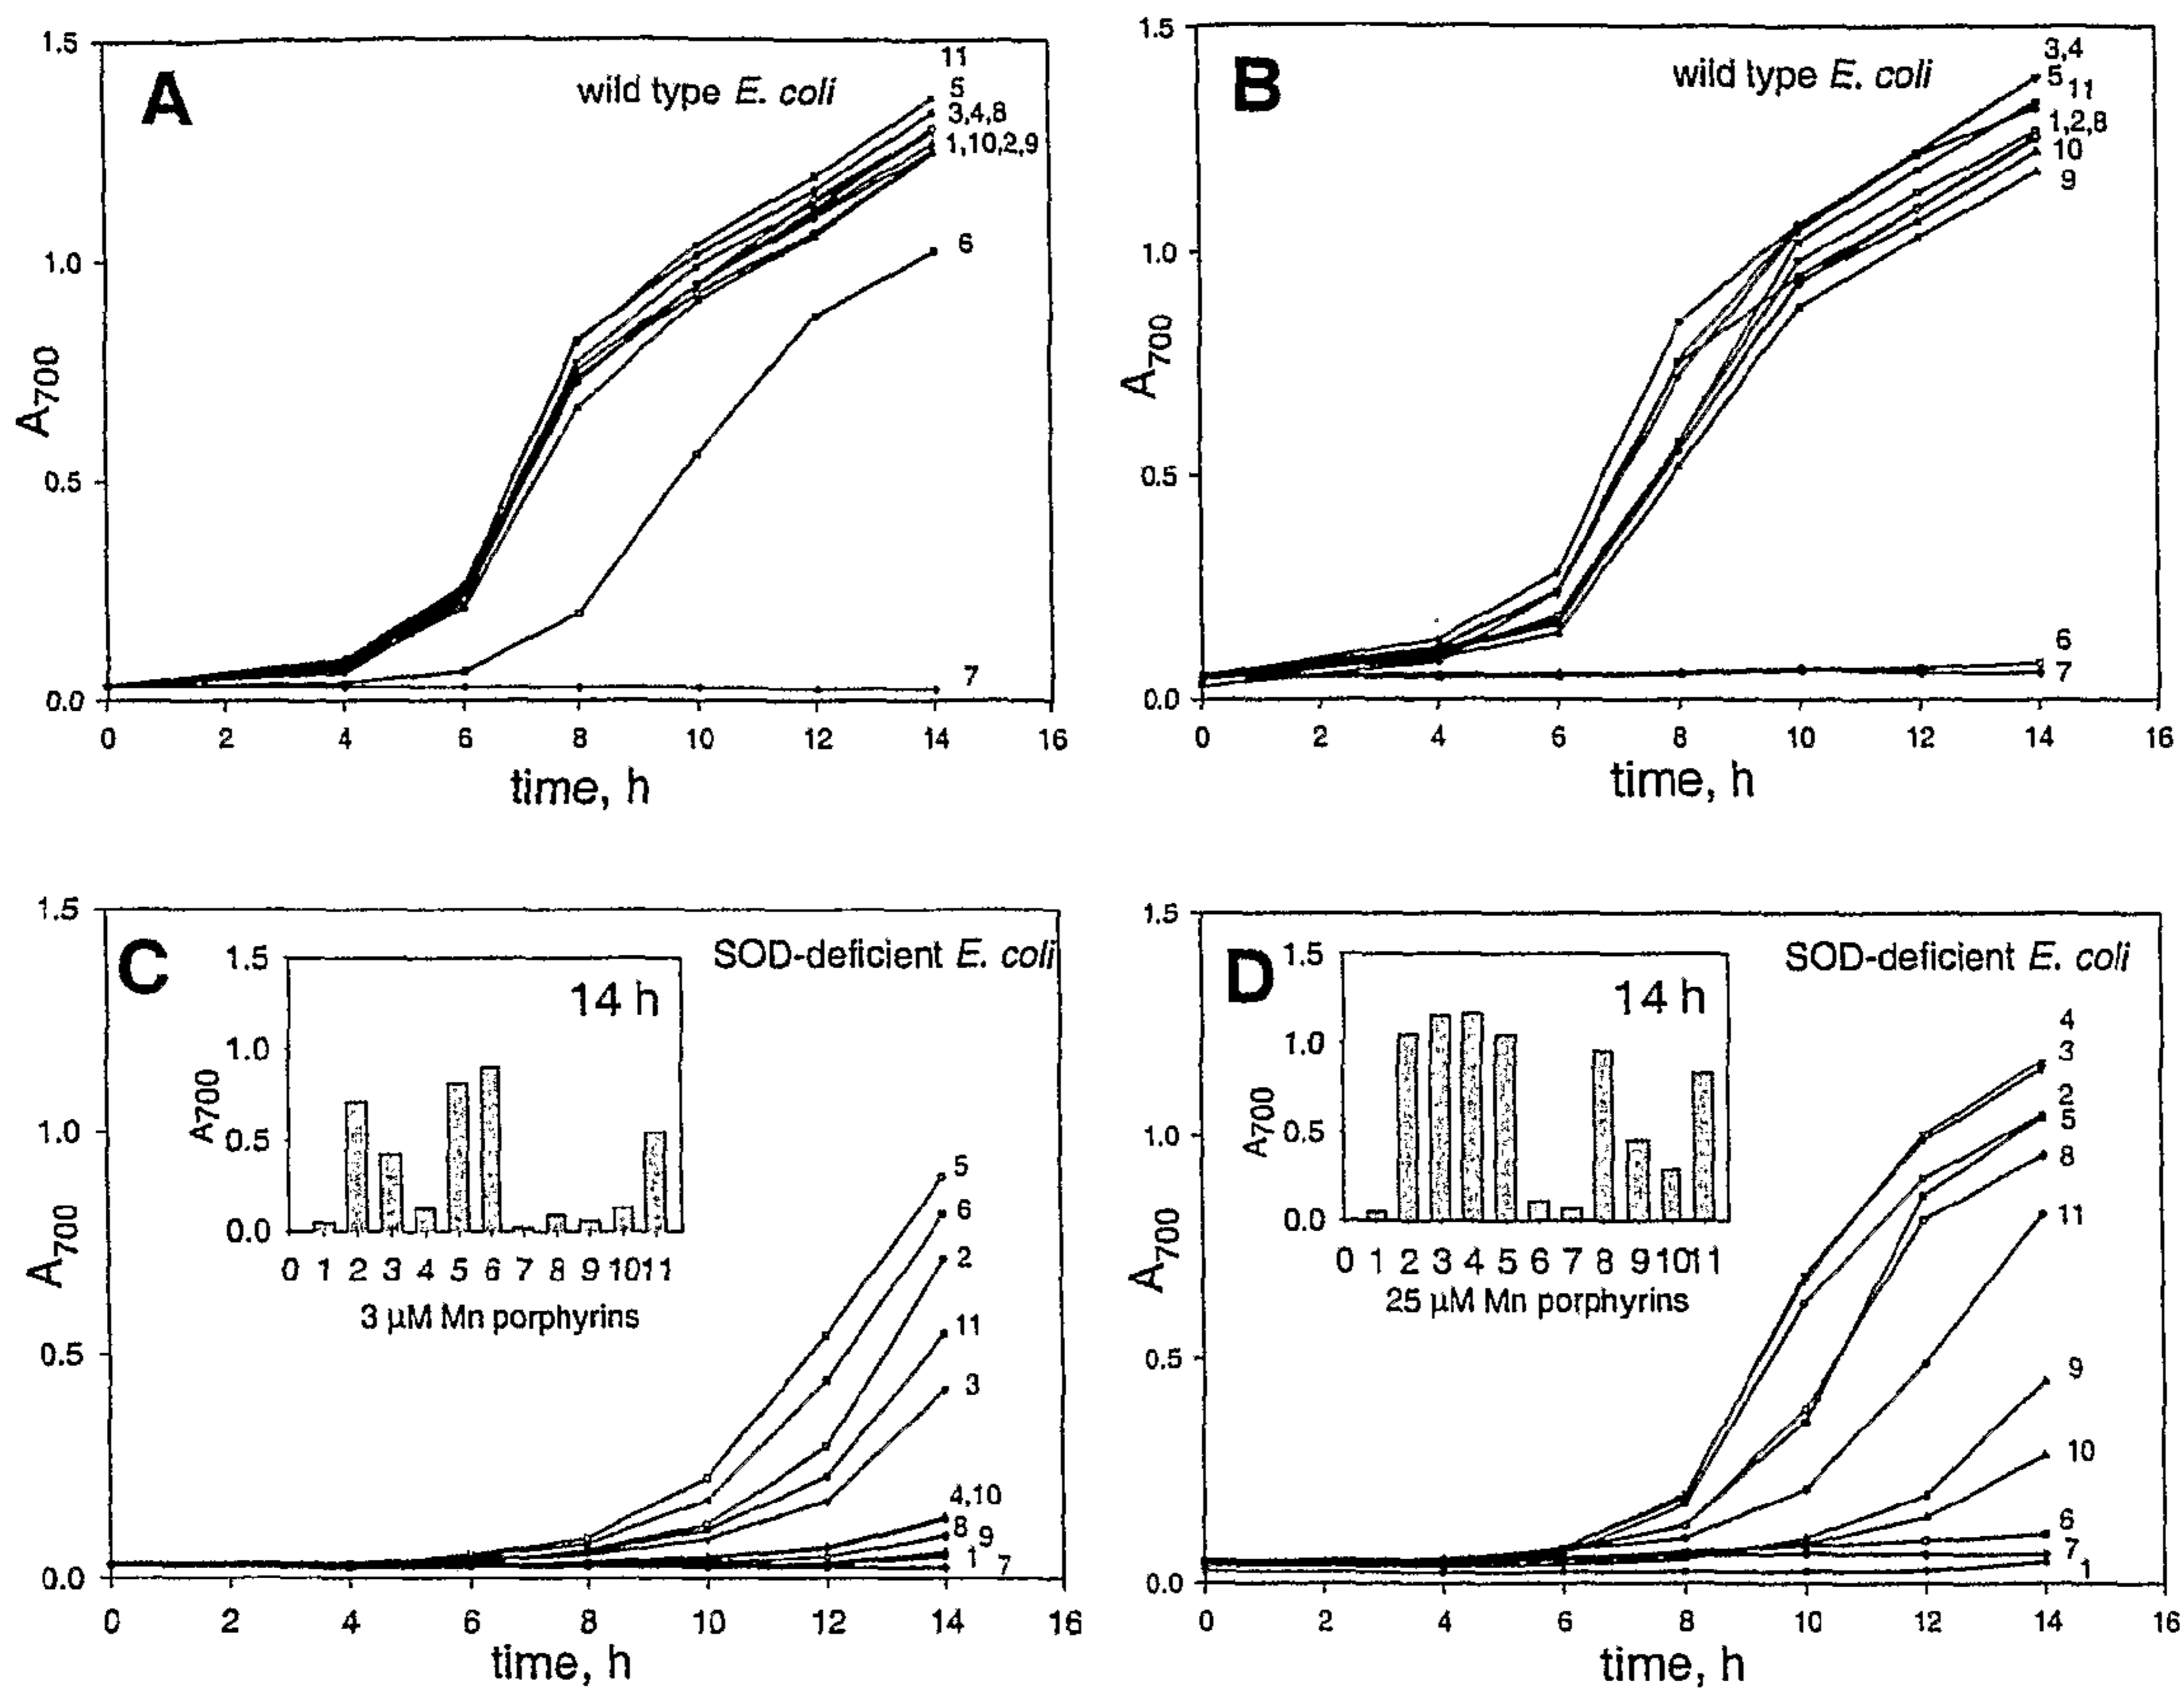 A
wild type E. coli
1.5
1.0
0.5
0.0
A700
11
5
3,4,8
1,10,2,9
6
7
0 2 4 6 8 10 12 14 16
time, h
B
wild type E. coli
1.5
1.0
0.5
0.0
A700
3,4
5 11
1,2,8
10
9
6
7
0 2 4 6 8 10 12 14 16
time, h
C
SOD-deficient E. coli
1.5
1.0
0.5
0.0
A700
14 h
1.5
1.0
0.5
0.0
A700
0 1 2 3 4 5 6 7 8 9 10 11
3 µM Mn porphyrins
5
6
2
11
3
4,10
8 9
1 7
0 2 4 6 8 10 12 14 16
time, h
D
SOD-deficient E. coli
1.5
1.0
0.5
0.0
A700
14 h
1.5
1.0
0.5
0.0
A700
0 1 2 3 4 5 6 7 8 9 10 11
25 µM Mn porphyrins
4
3
2
5
8
11
9
10
6
7
1
0 2 4 6 8 10 12 14 16
time, h